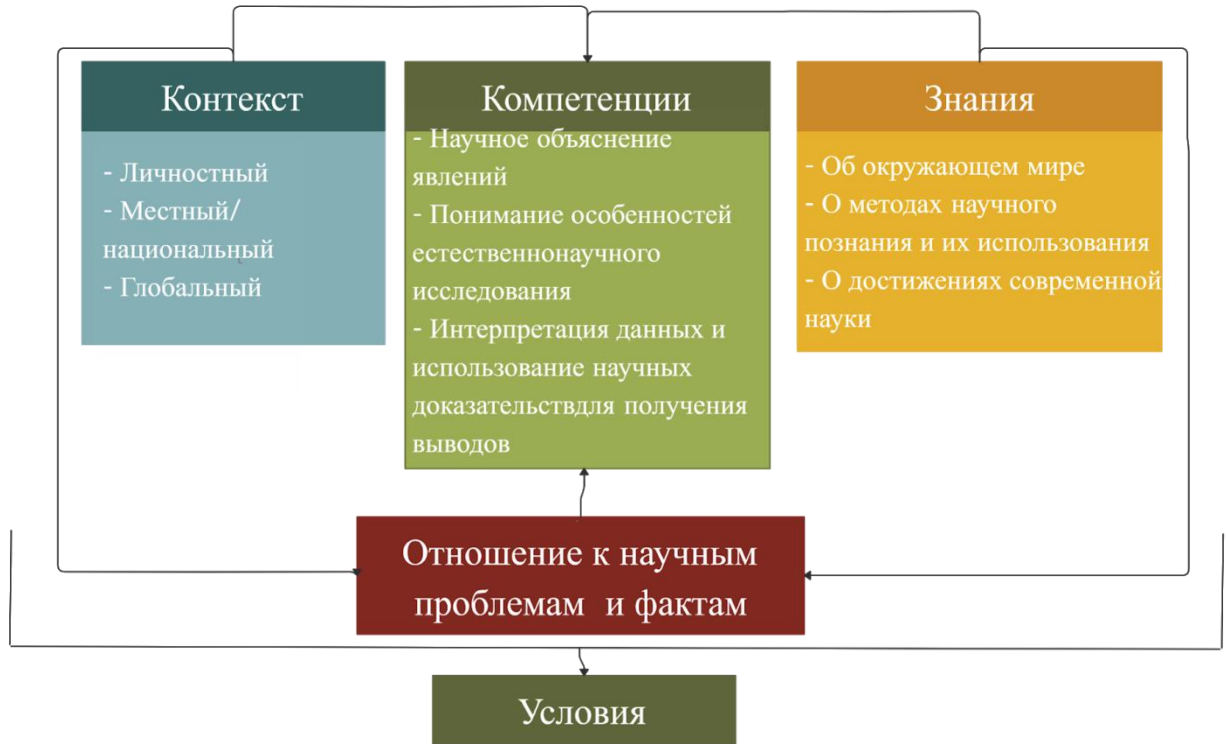 Контекст
- Личностный
- Местный/
национальный
- Глобальный
Компетенции
- Научное объяснение
явлений
- Понимание особенностей
естественнонаучного
исследования
- Интерпретация данных и
использование научных
доказательствдля получения
выводов
Знания
- Об окружающем мире
- О методах научного
познания и их использования
- О достижениях современной
науки
Отношение к научным
проблемам  и фактам
Условия